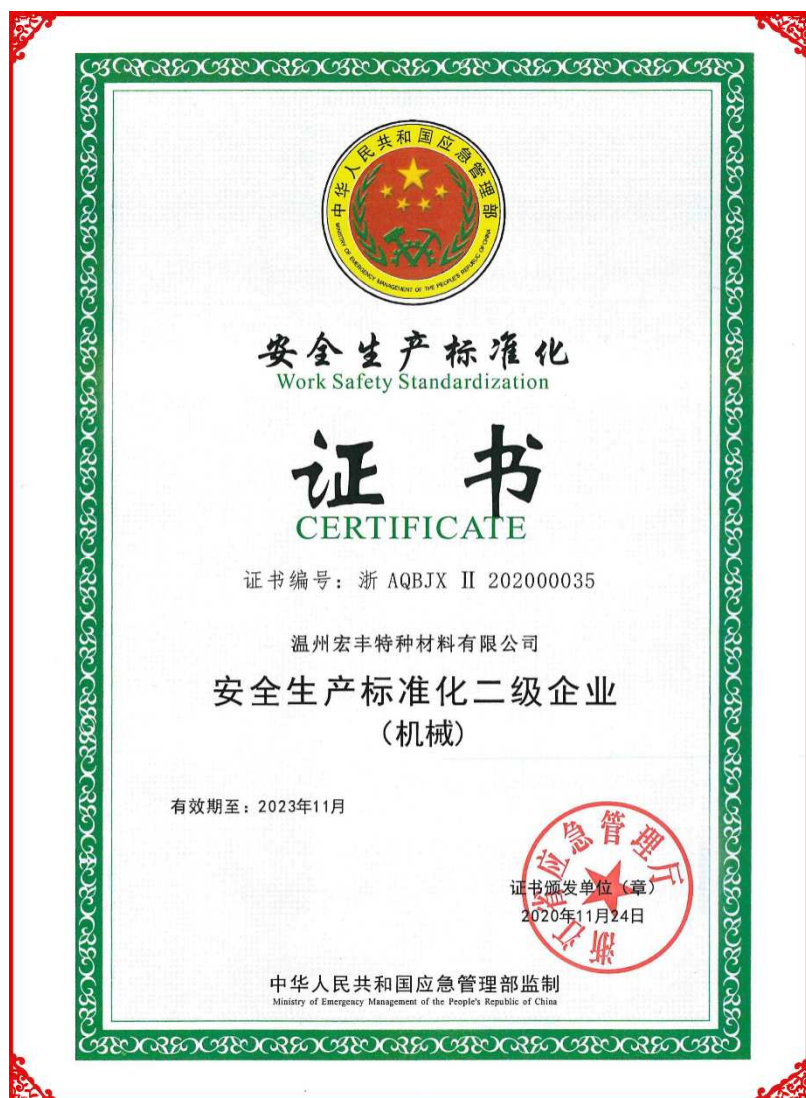 中华人民共和国应急管理部
MINISTRY OF EMERGENCY MANAGEMENT OF THE PEOPLE'S REPUBLIC OF CHINA
安全生产标准化
Work Safety Standardization
证 书
CERTIFICATE
证书编号：浙 AQBJX Ⅱ 202000035
温州宏丰特种材料有限公司
安全生产标准化二级企业
（机械）
有效期至：2023年11月
浙江省应急管理厅
证书颁发单位（章）
2020年11月24日
中华人民共和国应急管理部监制
Ministry of Emergency Management of the People's Republic of China